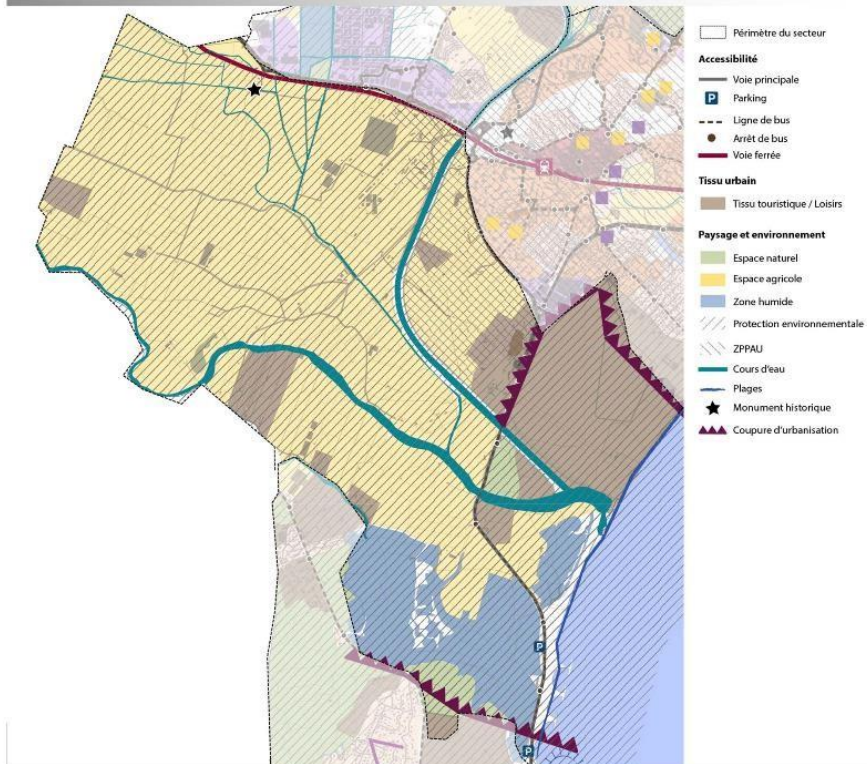 Périmètre du secteur
Accessibilité
Voie principale
P Parking
Ligne de bus
Arrêt de bus
Voie ferrée
Tissu urbain
Tissu touristique / Loisirs
Paysage et environnement
Espace naturel
Espace agricole
Zone humide
Protection environnementale
ZPPAU
Cours d'eau
Plages
Monument historique
Coupure d'urbanisation
P
P